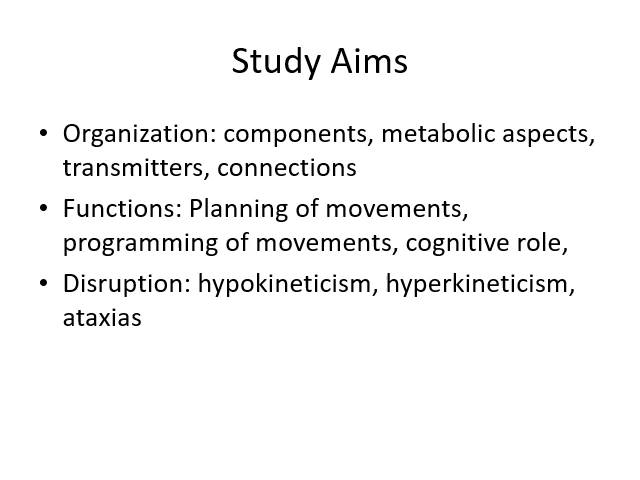 Study Aims
• Organization: components, metabolic aspects,
transmitters, connections
• Functions: Planning of movements,
programming of movements, cognitive role,
• Disruption: hypokineticism, hyperkineticism,
ataxias